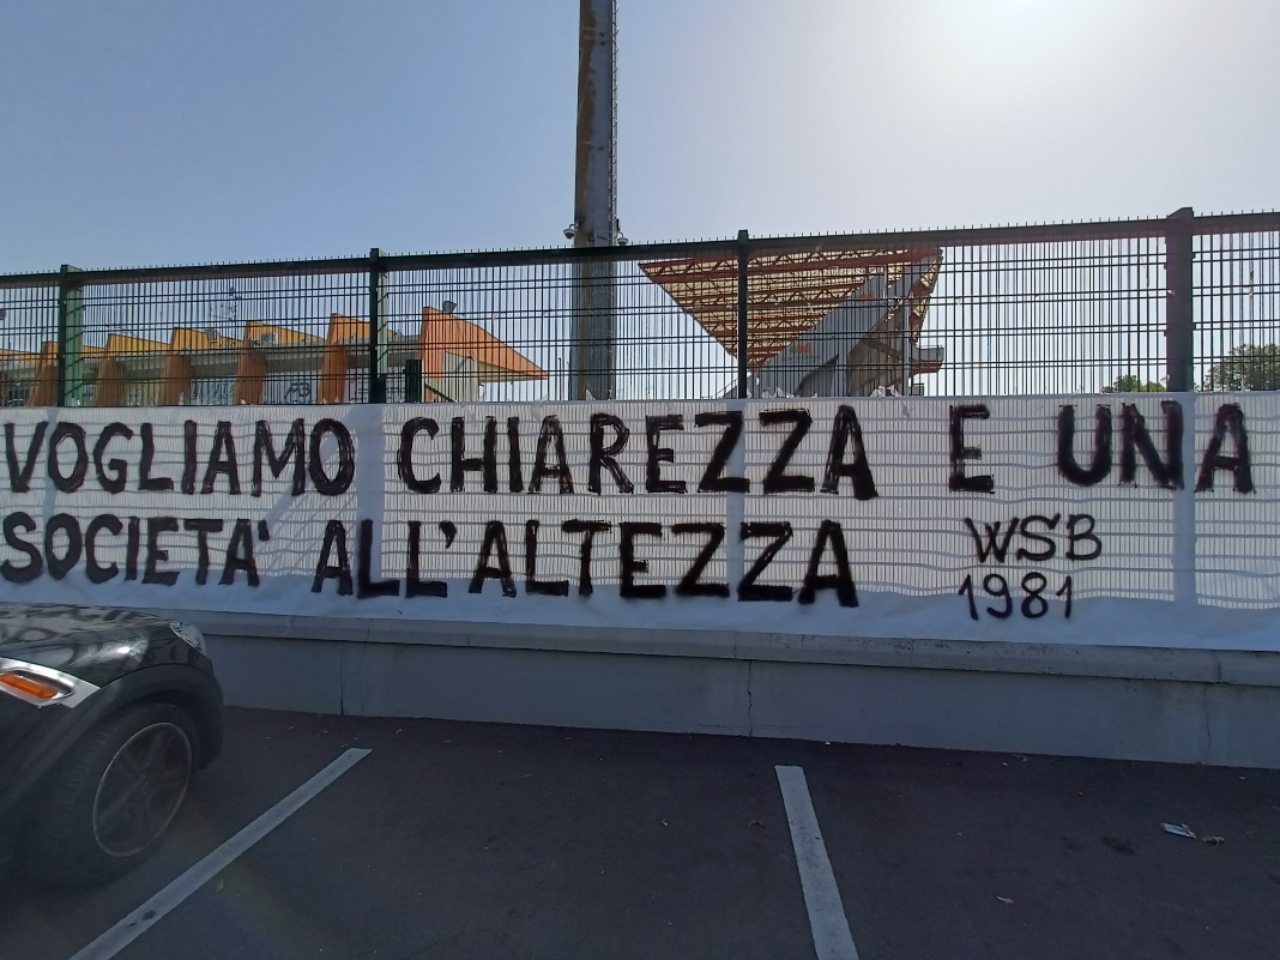 VOGLIAMO CHIAREZZA E UNA
SOCIETA' ALL'ALTEZZA
WSB
1981